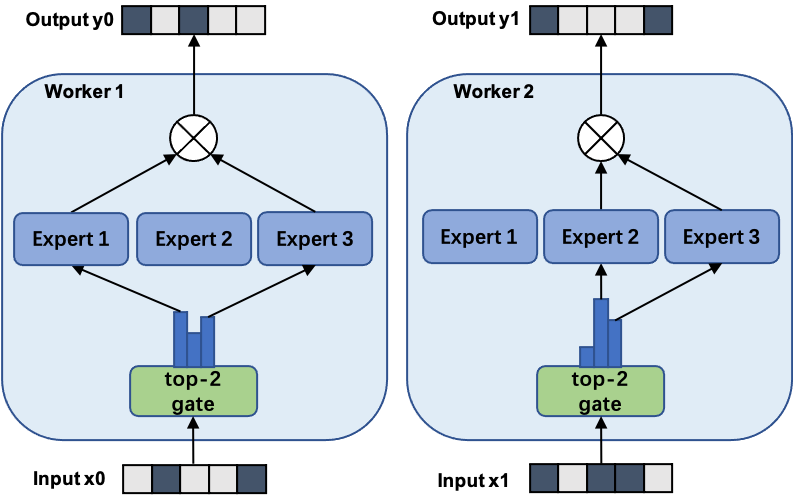 Output y0
Output y1
Worker 1
Worker 2
Expert 1
Expert 2
Expert 3
Expert 1
Expert 2
Expert 3
top-2
gate
top-2
gate
Input x0
Input x1